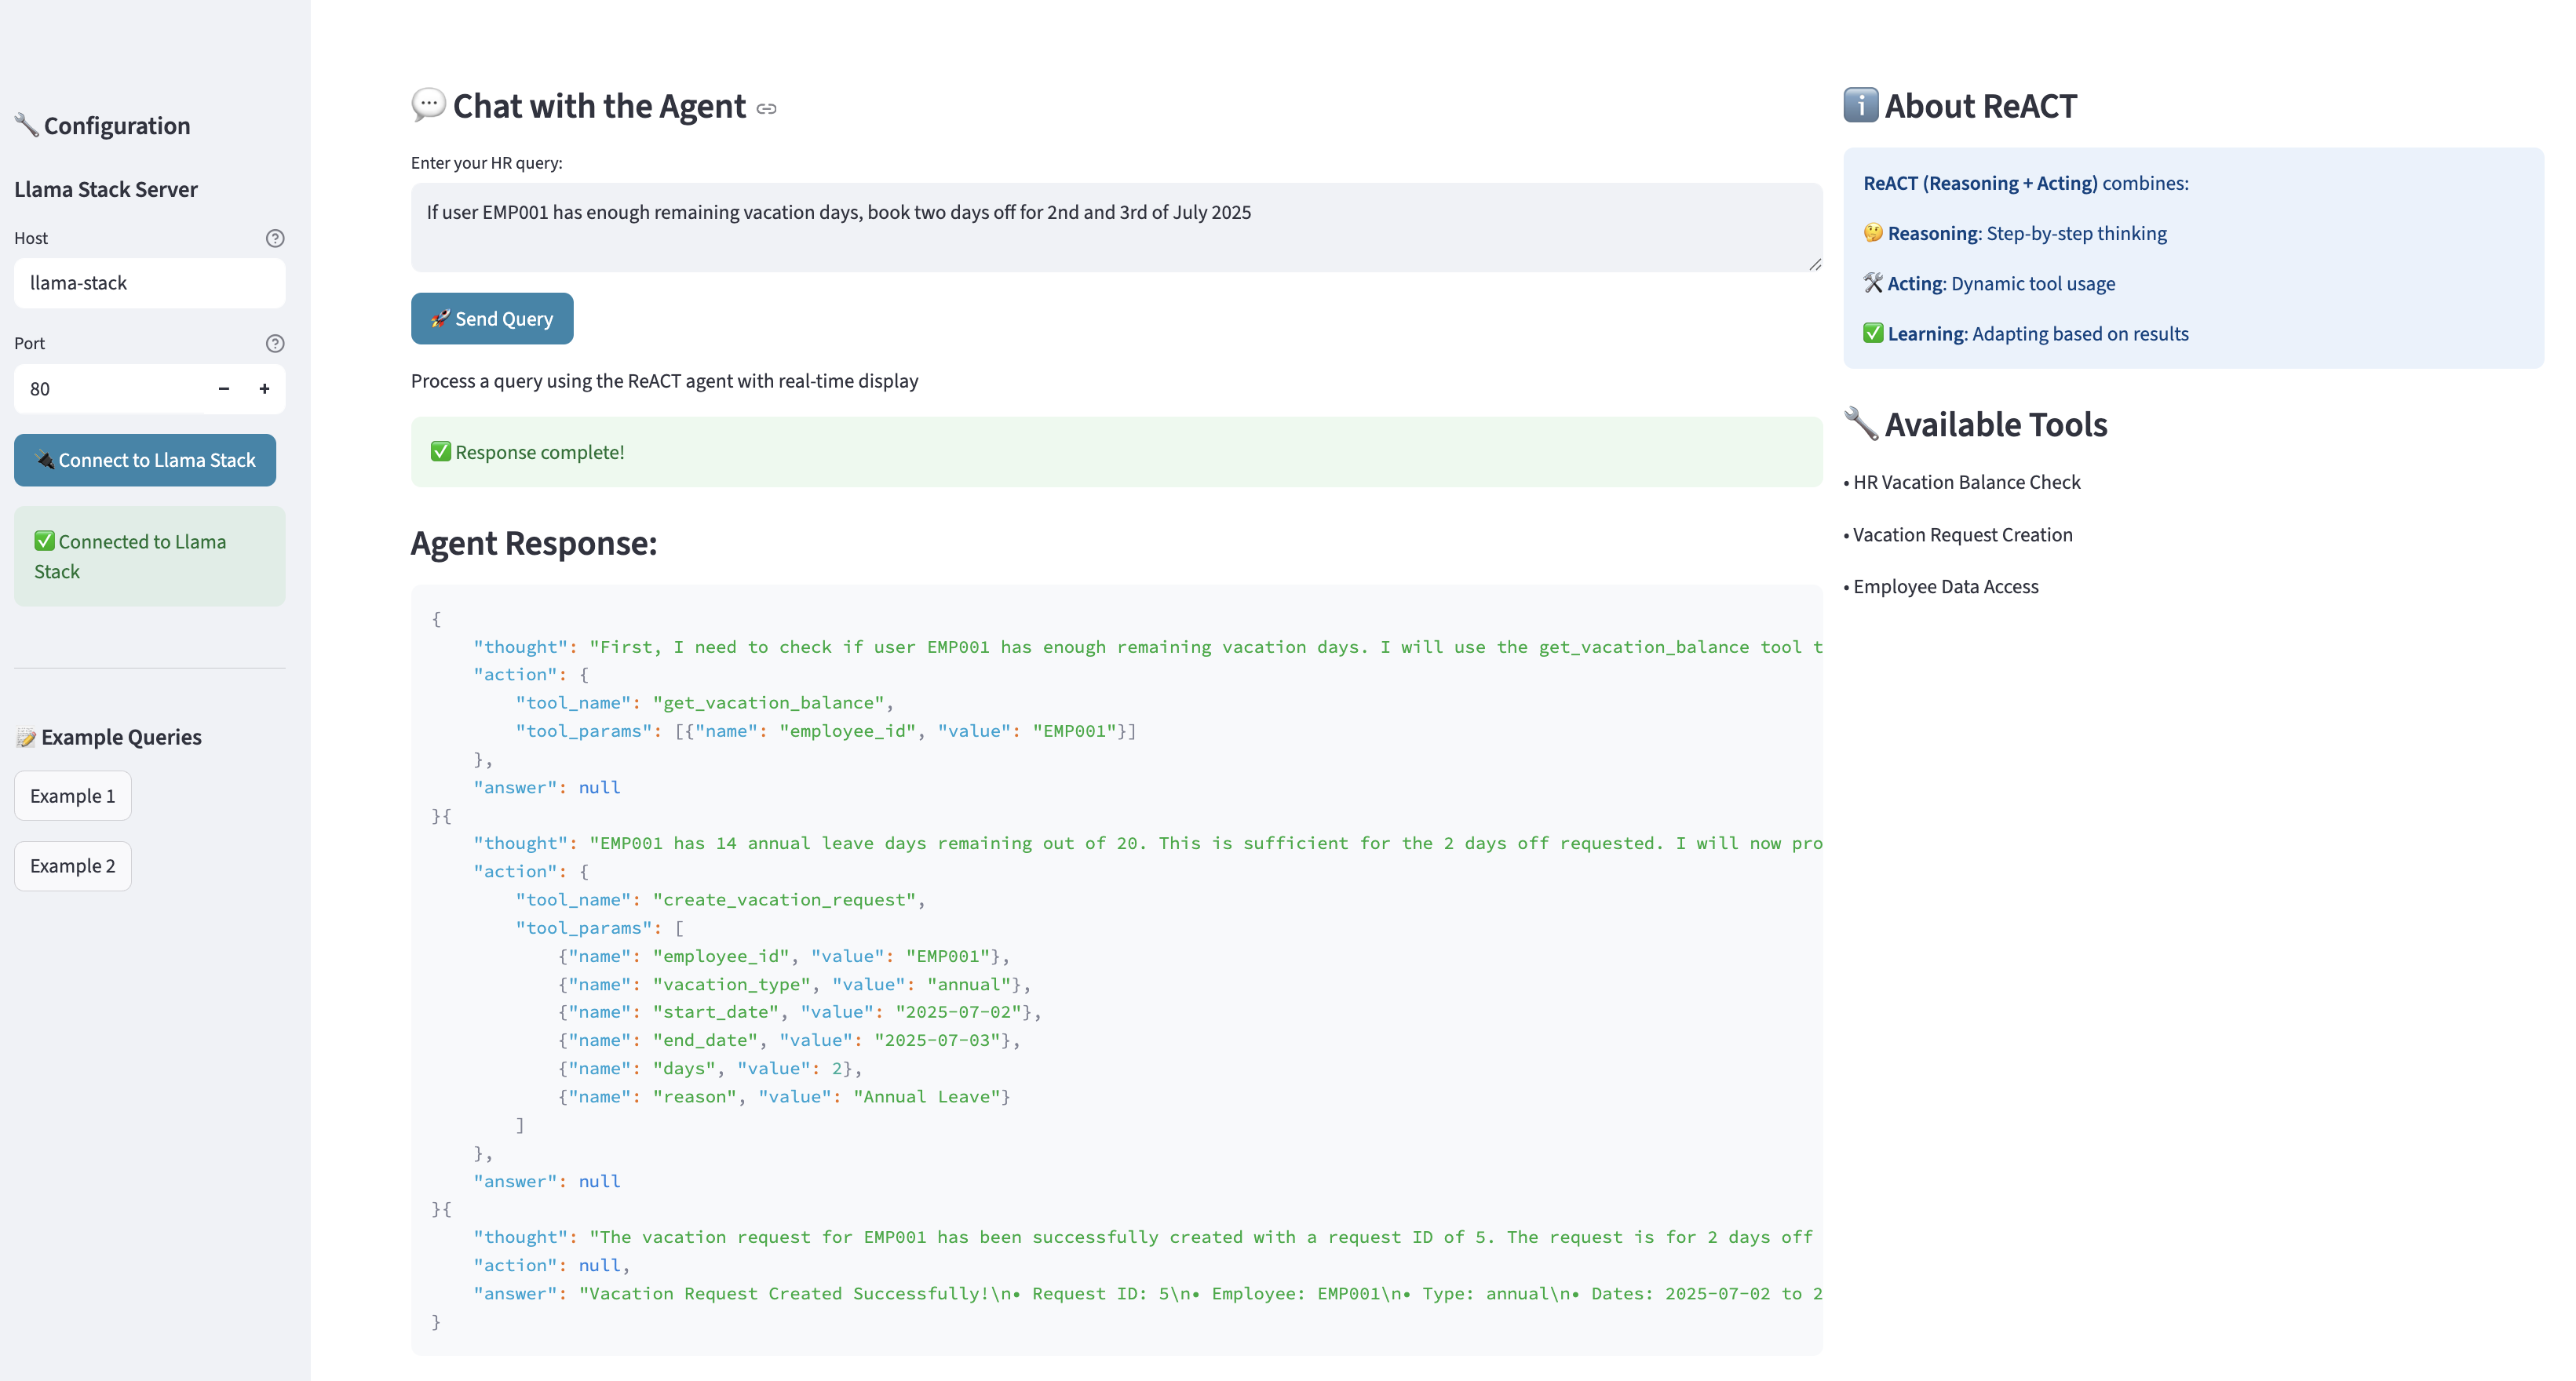 Configuration
Llama Stack Server
Host
llama-stack
Port
80
− +
Connect to Llama Stack
Connected to Llama
Stack
Example Queries
Example 1
Example 2
Chat with the Agent
Enter your HR query:
If user EMP001 has enough remaining vacation days, book two days off for 2nd and 3rd of July 2025
Send Query
Process a query using the ReACT agent with real-time display
Response complete!
Agent Response:
{
    "thought": "First, I need to check if user EMP001 has enough remaining vacation days. I will use the get_vacation_balance tool t
    "action": {
        "tool_name": "get_vacation_balance",
        "tool_params": [{"name": "employee_id", "value": "EMP001"}]
    },
    "answer": null
}{
    "thought": "EMP001 has 14 annual leave days remaining out of 20. This is sufficient for the 2 days off requested. I will now pro
    "action": {
        "tool_name": "create_vacation_request",
        "tool_params": [
            {"name": "employee_id", "value": "EMP001"},
            {"name": "vacation_type", "value": "annual"},
            {"name": "start_date", "value": "2025-07-02"},
            {"name": "end_date", "value": "2025-07-03"},
            {"name": "days", "value": 2},
            {"name": "reason", "value": "Annual Leave"}
        ]
    },
    "answer": null
}{
    "thought": "The vacation request for EMP001 has been successfully created with a request ID of 5. The request is for 2 days off
    "action": null,
    "answer": "Vacation Request Created Successfully!\n• Request ID: 5\n• Employee: EMP001\n• Type: annual\n• Dates: 2025-07-02 to 2
}
About ReACT
ReACT (Reasoning + Acting) combines:
Reasoning: Step-by-step thinking
Acting: Dynamic tool usage
Learning: Adapting based on results
Available Tools
• HR Vacation Balance Check
• Vacation Request Creation
• Employee Data Access